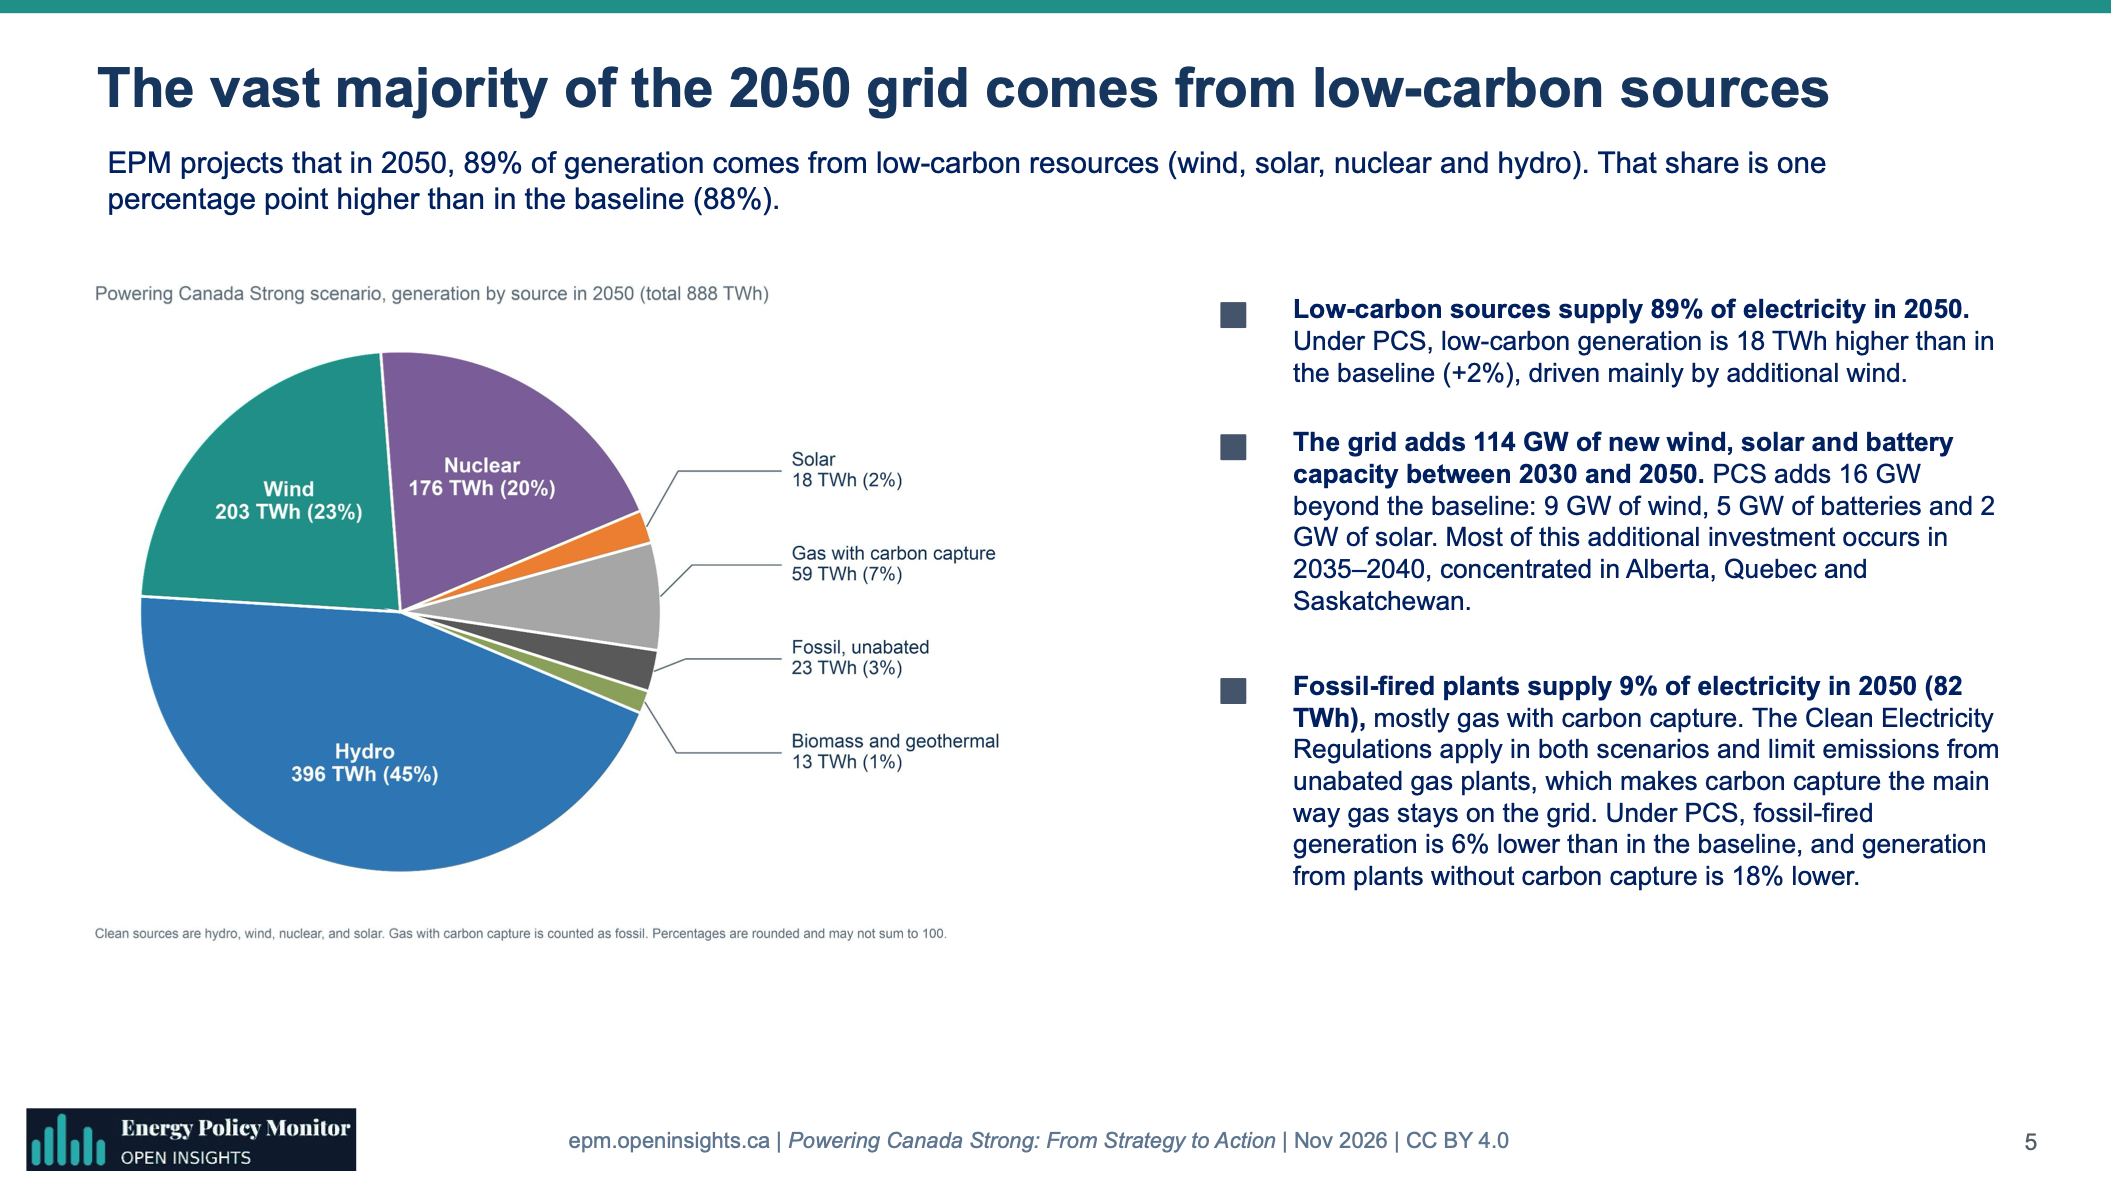 The vast majority of the 2050 grid comes from low-carbon sources
EPM projects that in 2050, 89% of generation comes from low-carbon resources (wind, solar, nuclear and hydro). That share is one
percentage point higher than in the baseline (88%).
Powering Canada Strong scenario, generation by source in 2050 (total 888 TWh)
Nuclear
176 TWh (20%)
Wind
203 TWh (23%)
Solar
18 TWh (2%)
Gas with carbon capture
59 TWh (7%)
Fossil, unabated
23 TWh (3%)
Biomass and geothermal
13 TWh (1%)
Hydro
396 TWh (45%)
Clean sources are hydro, wind, nuclear, and solar. Gas with carbon capture is counted as fossil. Percentages are rounded and may not sum to 100.
Low-carbon sources supply 89% of electricity in 2050.
Under PCS, low-carbon generation is 18 TWh higher than in
the baseline (+2%), driven mainly by additional wind.
The grid adds 114 GW of new wind, solar and battery
capacity between 2030 and 2050. PCS adds 16 GW
beyond the baseline: 9 GW of wind, 5 GW of batteries and 2
GW of solar. Most of this additional investment occurs in
2035–2040, concentrated in Alberta, Quebec and
Saskatchewan.
Fossil-fired plants supply 9% of electricity in 2050 (82
TWh), mostly gas with carbon capture. The Clean Electricity
Regulations apply in both scenarios and limit emissions from
unabated gas plants, which makes carbon capture the main
way gas stays on the grid. Under PCS, fossil-fired
generation is 6% lower than in the baseline, and generation
from plants without carbon capture is 18% lower.
Energy Policy Monitor
OPEN INSIGHTS
epm.openinsights.ca | Powering Canada Strong: From Strategy to Action | Nov 2026 | CC BY 4.0
5